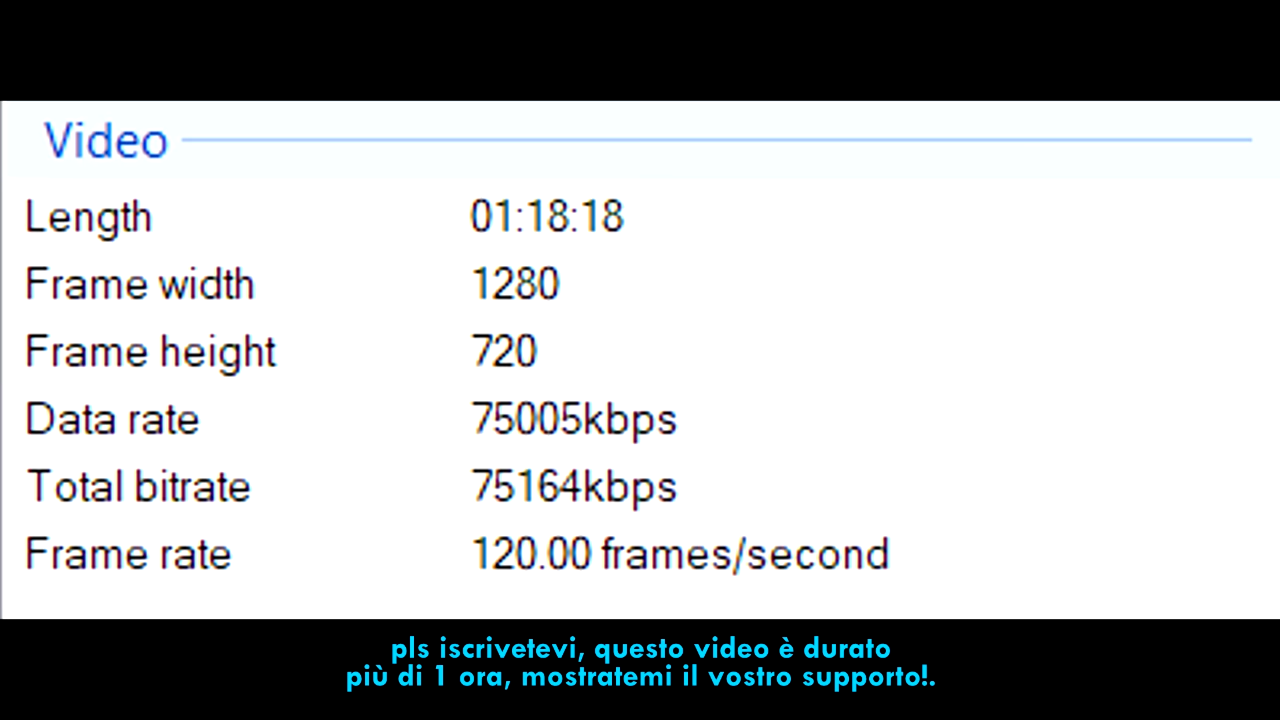 Video
Length 01:18:18
Frame width 1280
Frame height 720
Data rate 75005kbps
Total bitrate 75164kbps
Frame rate 120.00 frames/second
pls iscrivetevi, questo video è durato
più di 1 ora, mostratemi il vostro supporto!.